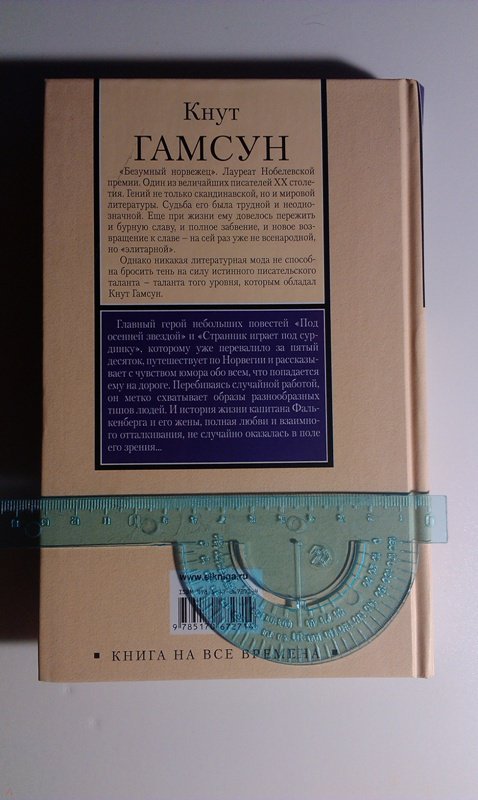 Кнут
ГАМСУН
«Безумный норвежец». Лауреат Нобелевской
премии. Один из величайших писателей XX столе-
тия. Гений не только скандинавской, но и мировой
литературы. Судьба его была трудной и неодно-
значной. Еще при жизни ему довелось пережить
и бурную славу, и полное забвение, и новое воз-
вращение к славе – на сей раз уже не всенародной,
но «элитарной».
Однако никакая литературная мода не способ-
на бросить тень на силу истинного писательского
таланта – таланта того уровня, которым обладал
Кнут Гамсун.
Главный герой небольших повестей «Под
осенней звездой» и «Странник играет под сур-
динку», которому уже перевалило за пятый
десяток, путешествует по Норвегии и рассказы-
вает с чувством юмора обо всем, что попадается
ему на дороге. Перебиваясь случайной работой,
он метко схватывает образы разнообразных
типов людей. И история жизни капитана Фаль-
кенберга и его жены, полная любви и взаимно-
го отталкивания, не случайно оказалась в поле
его зрения...
www.elkniga.ru
ISBN 978
КНИГА НА ВСЕ ВРЕМЕНА